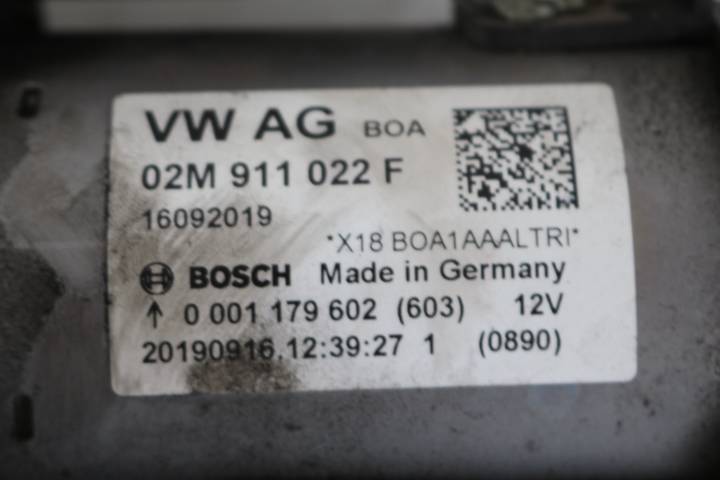 VW AG BOA
02M 911 022 F
16092019
*X18 BOA1AAALTRI*
BOSCH Made in Germany
↑ 0 001 179 602 (603) 12V
20190916.12:39:27 1 (0890)